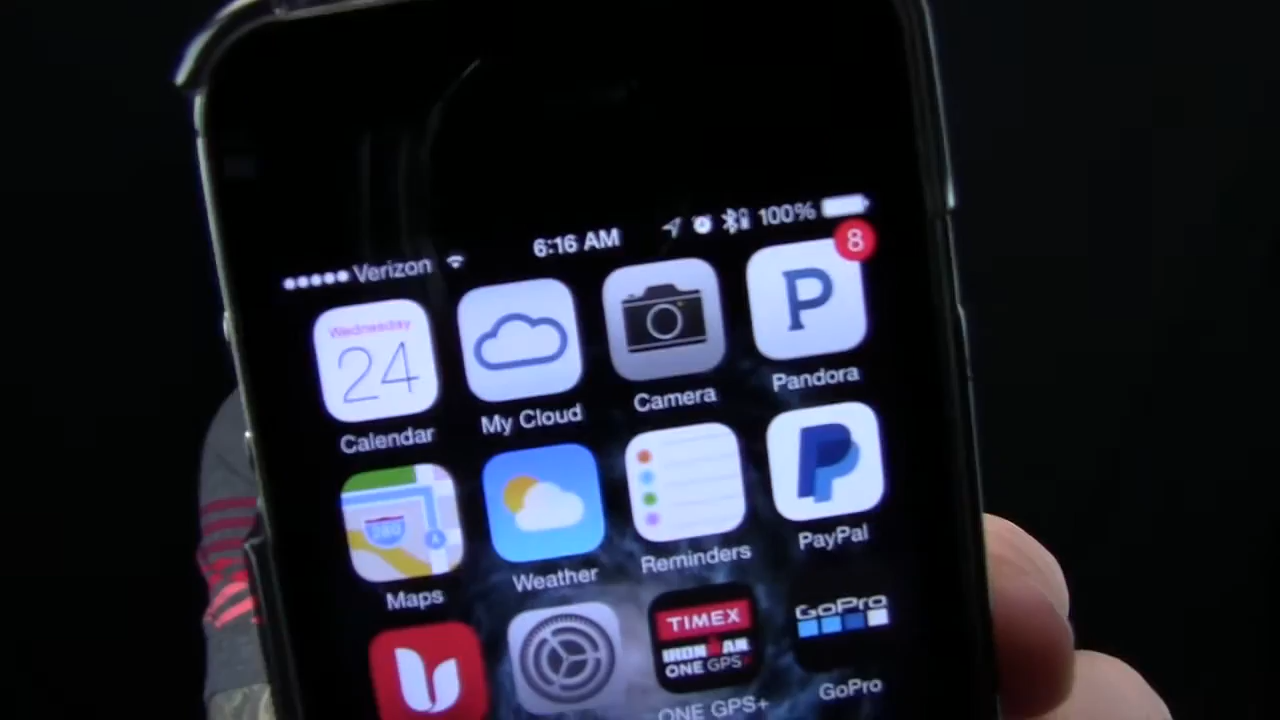 Verizon 6:16 AM 100%
8
Wednesday
24
P
Calendar My Cloud Camera Pandora
280
Maps Weather Reminders PayPal
TIMEX
IRONMAN
ONE GPS+
GoPro
ONE GPS+ GoPro